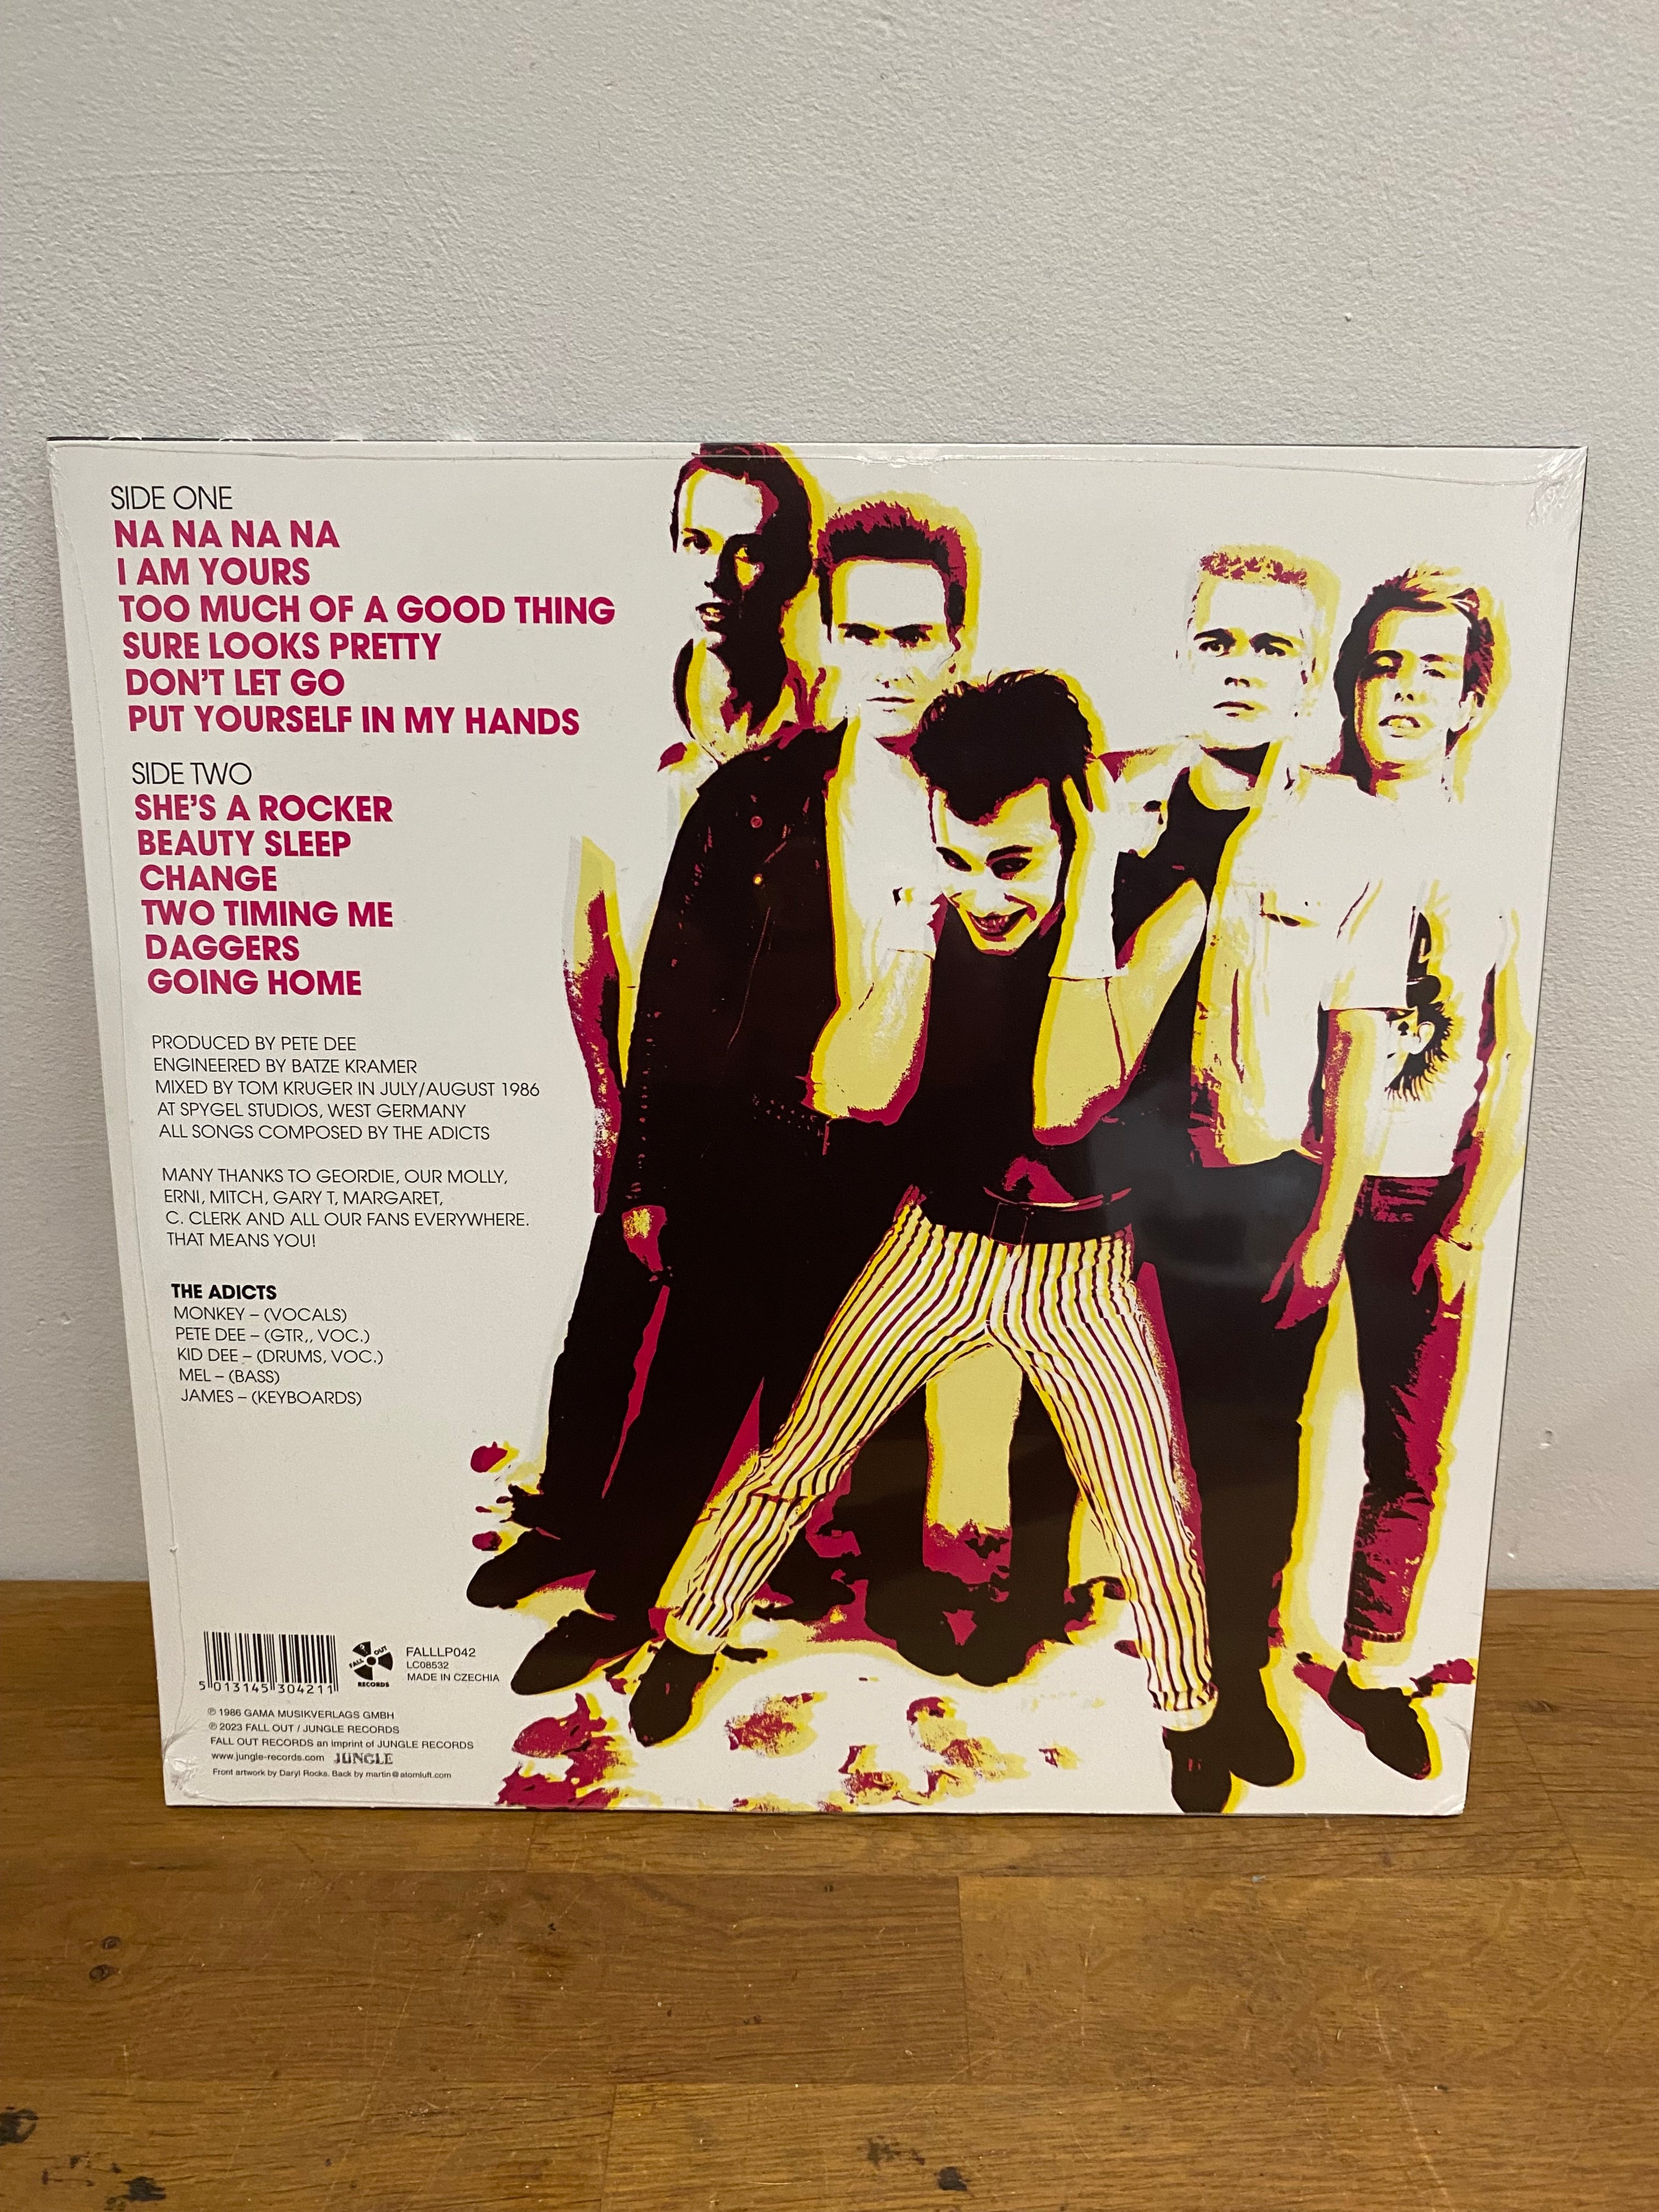 SIDE ONE
NA NA NA NA
I AM YOURS
TOO MUCH OF A GOOD THING
SURE LOOKS PRETTY
DON'T LET GO
PUT YOURSELF IN MY HANDS
SIDE TWO
SHE'S A ROCKER
BEAUTY SLEEP
CHANGE
TWO TIMING ME
DAGGERS
GOING HOME
PRODUCED BY PETE DEE
ENGINEERED BY BATZE KRAMER
MIXED BY TOM KRUGER IN JULY/AUGUST 1986
AT SPYGEL STUDIOS, WEST GERMANY
ALL SONGS COMPOSED BY THE ADICTS
MANY THANKS TO GEORDIE, OUR MOLLY,
ERNI, MITCH, GARY T, MARGARET,
C. CLERK AND ALL OUR FANS EVERYWHERE.
THAT MEANS YOU!
THE ADICTS
MONKEY – (VOCALS)
PETE DEE – (GTR,, VOC.)
KID DEE – (DRUMS, VOC.)
MEL – (BASS)
JAMES – (KEYBOARDS)
5 013145 304211
FALL OUT
RECORDS
FALLLP042
LC08532
MADE IN CZECHIA
℗ 1986 GAMA MUSIKVERLAGS GMBH
℗ 2023 FALL OUT / JUNGLE RECORDS
FALL OUT RECORDS an imprint of JUNGLE RECORDS
www.jungle-records.com JUNGLE
Front artwork by Daryl Rocks. Back by martin@atomluft.com